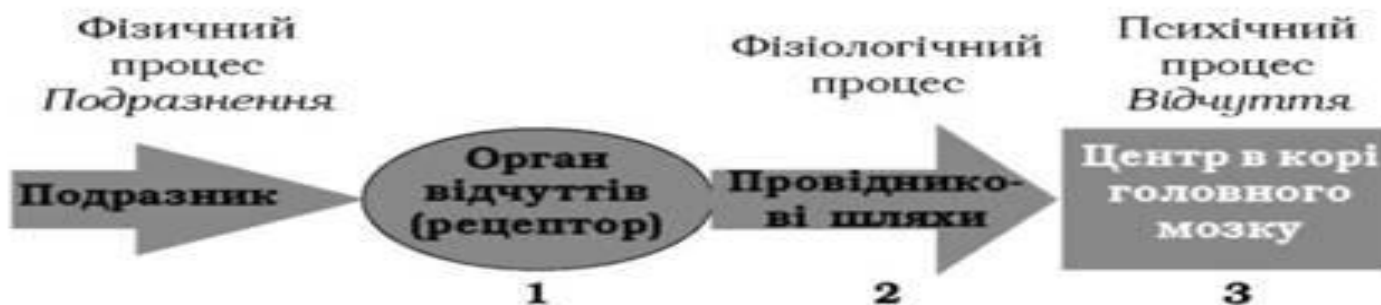 Фізичний
процес
Подразнення
Фізіологічний
процес
Психічний
процес
Відчуття
Подразник
Орган
відчуттів
(рецептор)
Провіднико-
ві шляхи
Центр в корі
головного
мозку
1
2
3